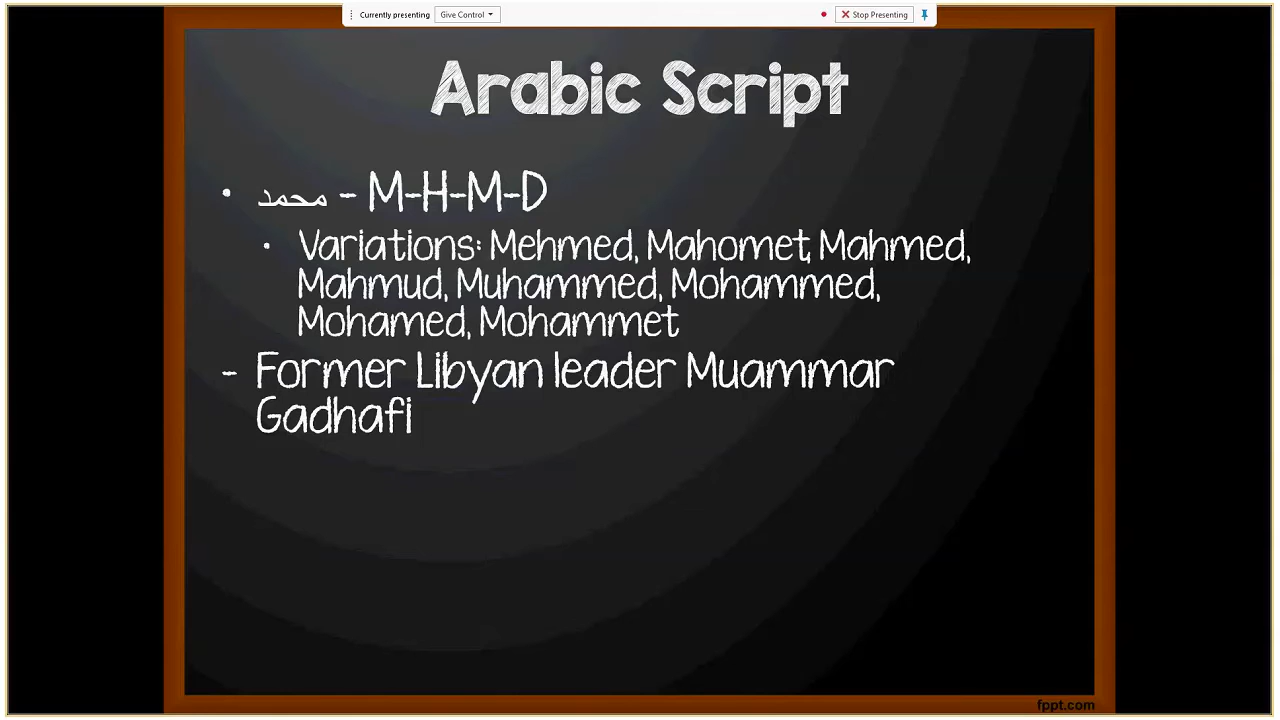 Currently presenting Give Control Stop Presenting
Arabic Script
• محمد - M-H-M-D
• Variations: Mehmed, Mahomet, Mahmed,
Mahmud, Muhammed, Mohammed,
Mohamed, Mohammet
- Former Libyan leader Muammar
Gadhafi
fppt.com